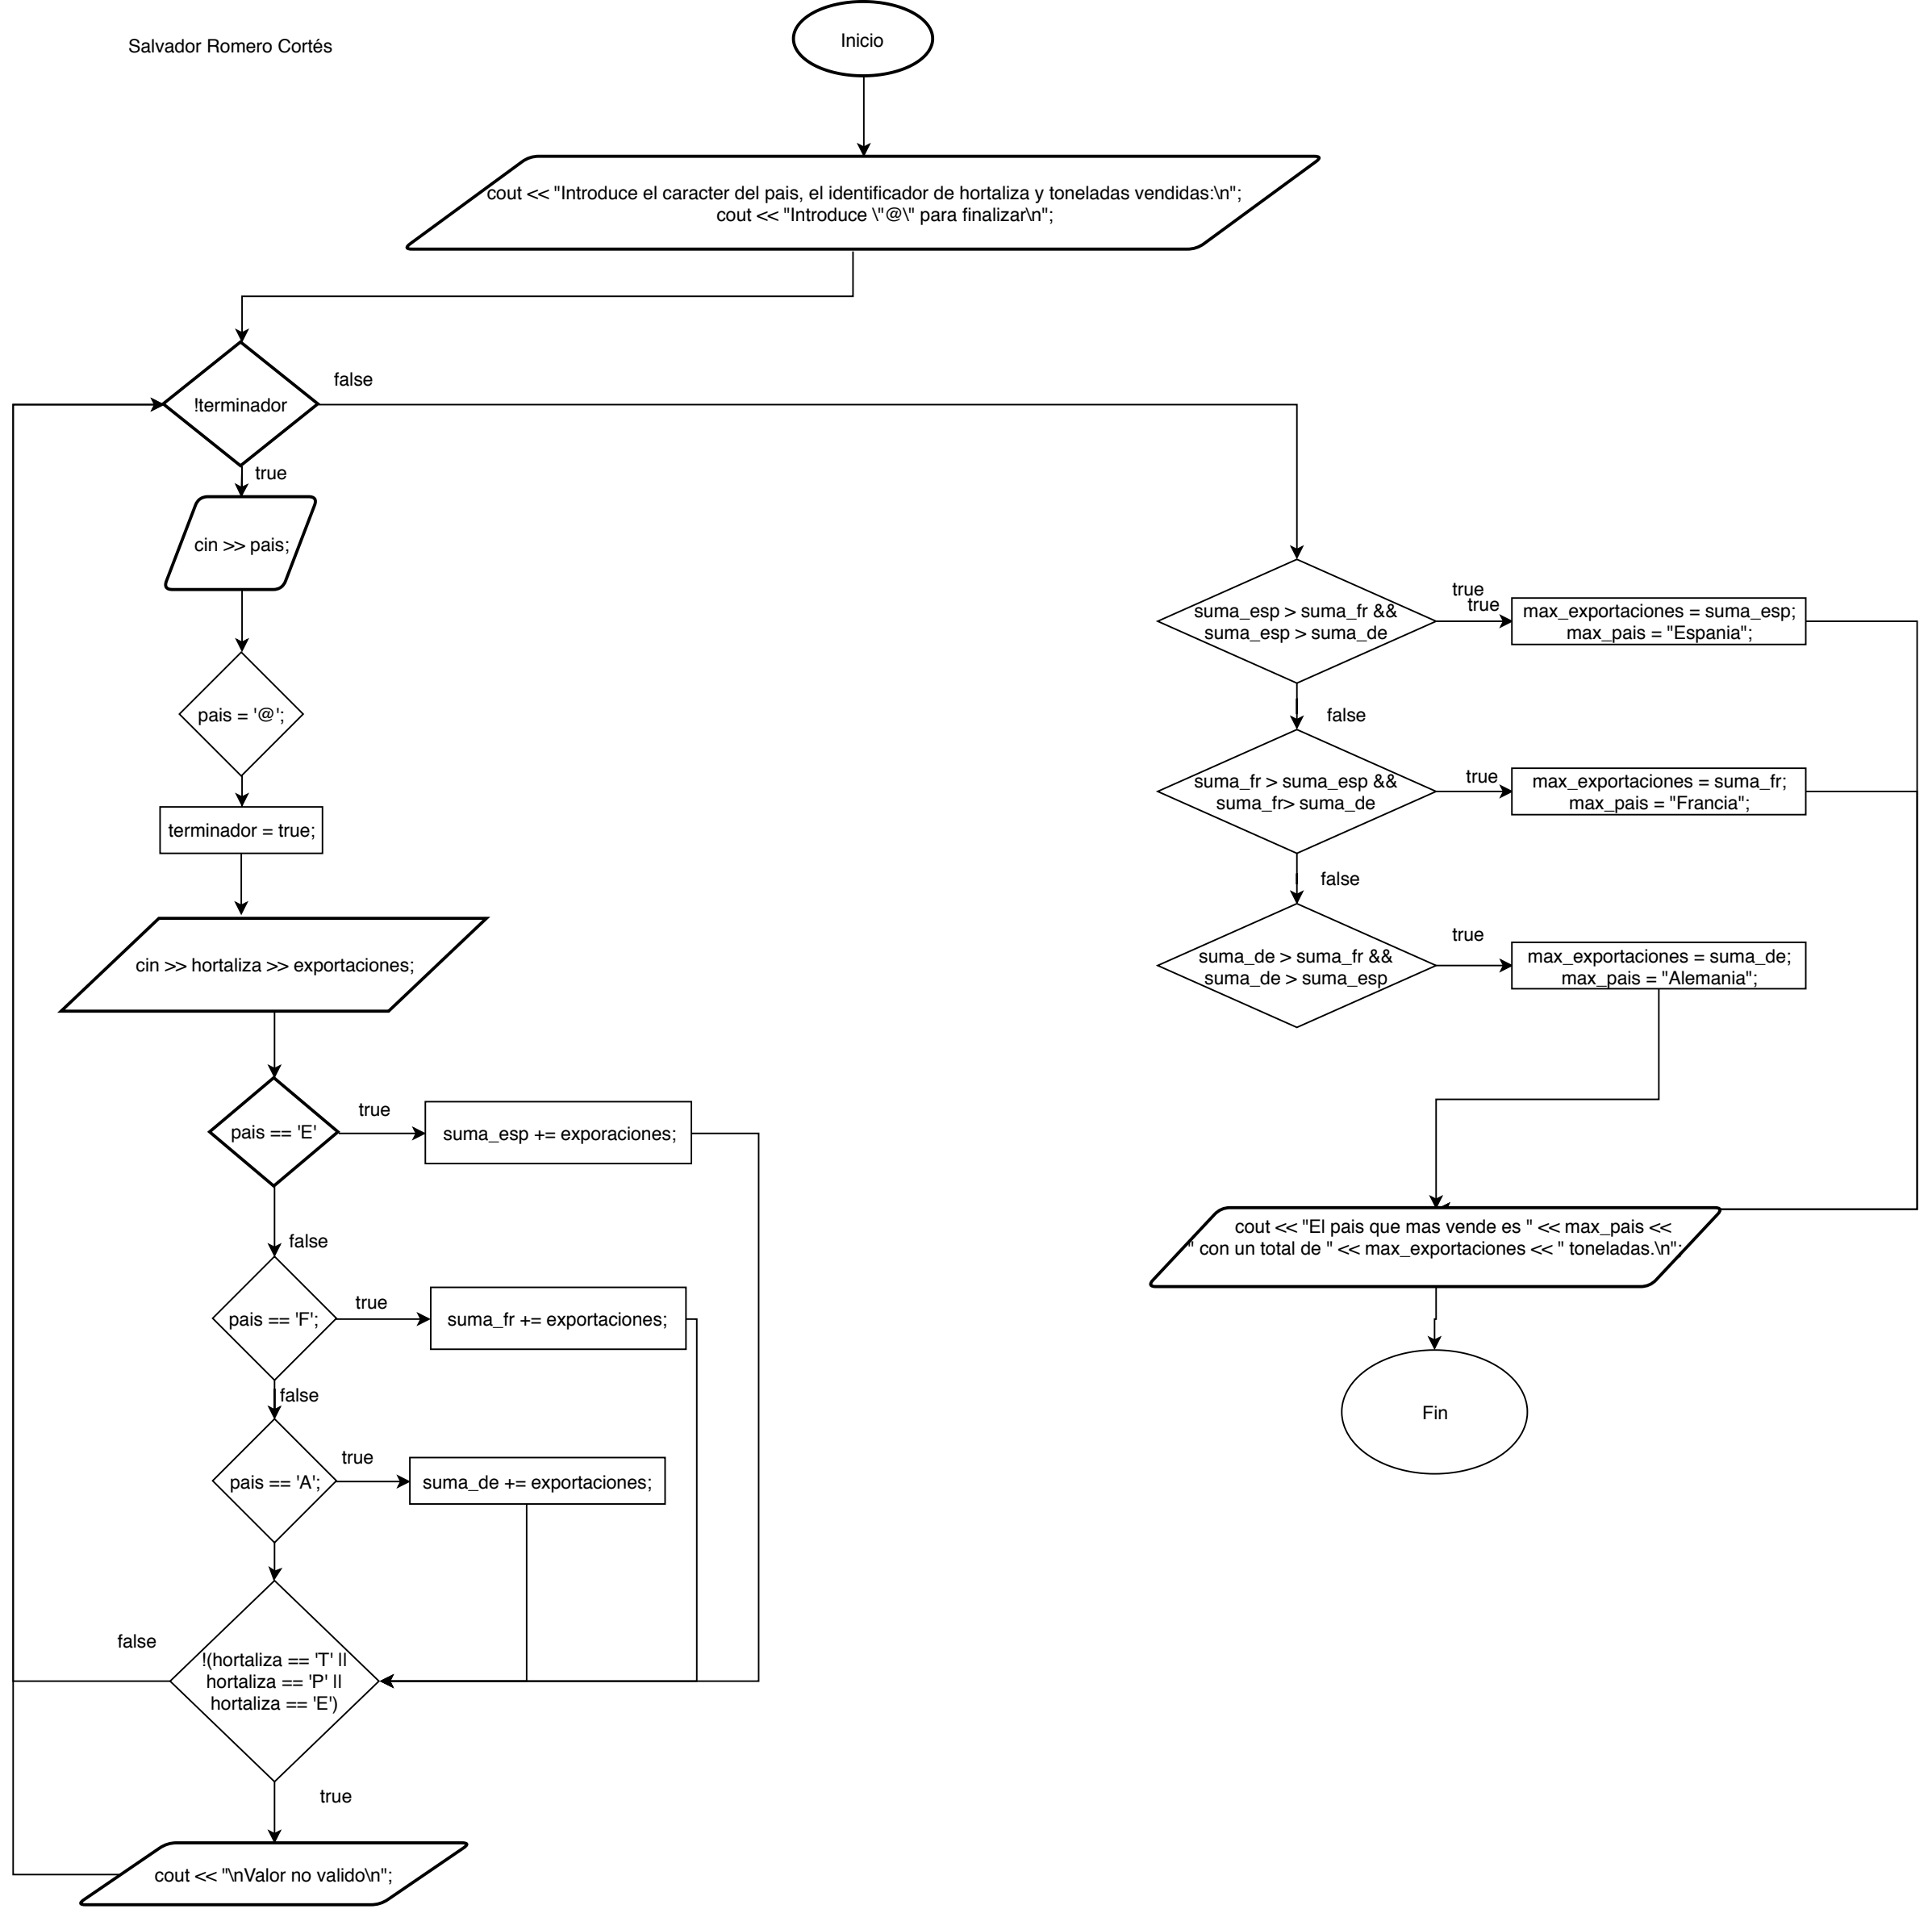 Salvador Romero Cortés
Inicio
cout << "Introduce el caracter del pais, el identificador de hortaliza y toneladas vendidas:\n";
cout << "Introduce \"@\" para finalizar\n";
!terminador
false
true
cin >> pais;
pais = '@';
terminador = true;
cin >> hortaliza >> exportaciones;
pais == 'E'
true
suma_esp += exporaciones;
false
pais == 'F';
true
suma_fr += exportaciones;
false
pais == 'A';
true
suma_de += exportaciones;
!(hortaliza == 'T' ||
hortaliza == 'P' ||
hortaliza == 'E')
false
true
cout << "\nValor no valido\n";
suma_esp > suma_fr &&
suma_esp > suma_de
true
true
max_exportaciones = suma_esp;
max_pais = "Espania";
false
suma_fr > suma_esp &&
suma_fr> suma_de
true
max_exportaciones = suma_fr;
max_pais = "Francia";
false
suma_de > suma_fr &&
suma_de > suma_esp
true
max_exportaciones = suma_de;
max_pais = "Alemania";
cout << "El pais que mas vende es " << max_pais <<
" con un total de " << max_exportaciones << " toneladas.\n";
Fin